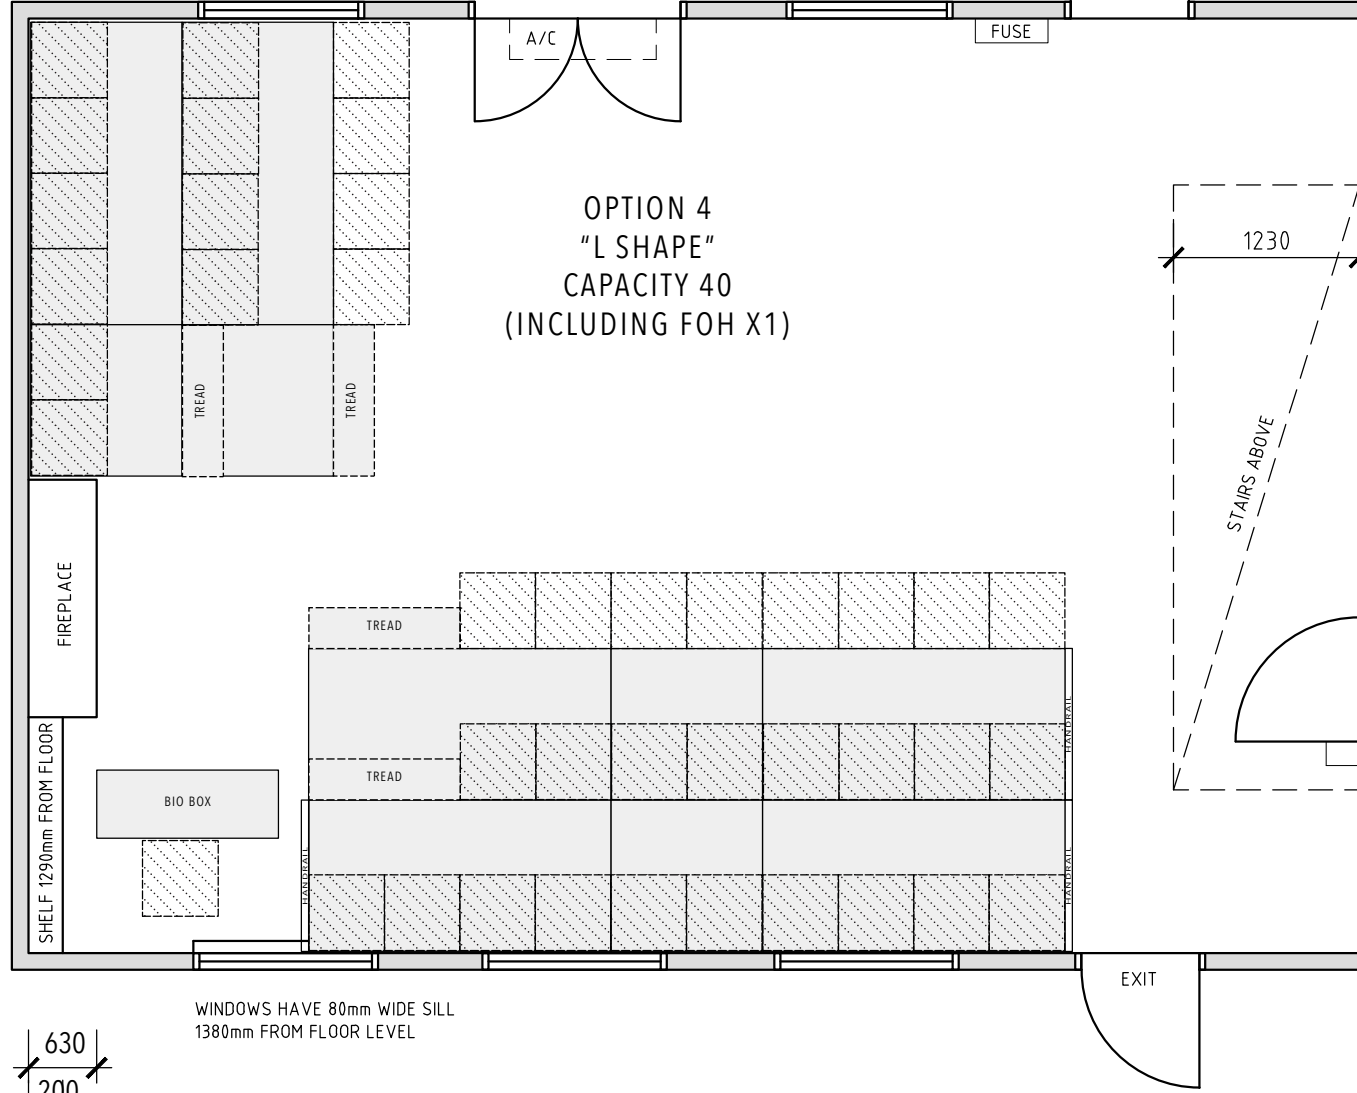 A/C
FUSE
OPTION 4
"L SHAPE"
CAPACITY 40
(INCLUDING FOH X1)
1230
TREAD
TREAD
STAIRS ABOVE
FIREPLACE
TREAD
HANDRAIL
SHELF 1290mm FROM FLOOR
TREAD
BIO BOX
HANDRAIL
HANDRAIL
EXIT
WINDOWS HAVE 80mm WIDE SILL
1380mm FROM FLOOR LEVEL
630
200